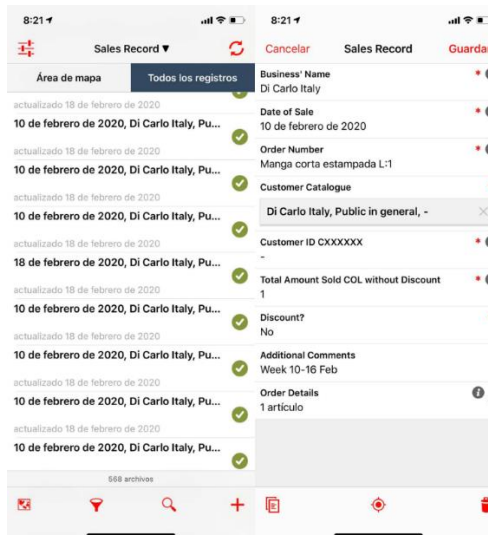 8:21
Sales Record ▼
Área de mapa
Todos los registros
actualizado 18 de febrero de 2020
10 de febrero de 2020, Di Carlo Italy, Pu...
actualizado 18 de febrero de 2020
10 de febrero de 2020, Di Carlo Italy, Pu...
actualizado 18 de febrero de 2020
10 de febrero de 2020, Di Carlo Italy, Pu...
actualizado 18 de febrero de 2020
18 de febrero de 2020, Di Carlo Italy, Pu...
actualizado 18 de febrero de 2020
10 de febrero de 2020, Di Carlo Italy, Pu...
actualizado 18 de febrero de 2020
10 de febrero de 2020, Di Carlo Italy, Pu...
actualizado 18 de febrero de 2020
10 de febrero de 2020, Di Carlo Italy, Pu...
actualizado 18 de febrero de 2020
10 de febrero de 2020, Di Carlo Italy, Pu...
568 archivos
8:21
Cancelar
Sales Record
Guardar
Business' Name
*
Di Carlo Italy
Date of Sale
*
10 de febrero de 2020
Order Number
*
Manga corta estampada L:1
Customer Catalogue
Di Carlo Italy, Public in general, -
Customer ID CXXXXXX
*
-
Total Amount Sold COL without Discount
*
1
Discount?
No
Additional Comments
Week 10-16 Feb
Order Details
1 artículo